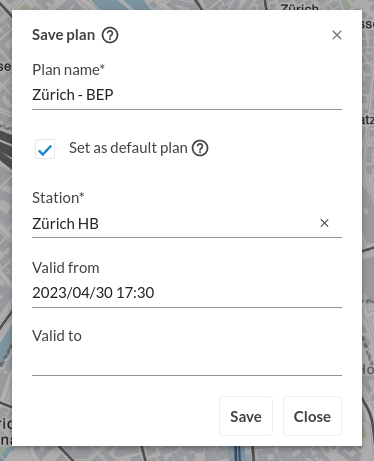 Zürich
Save plan ?
×
Plan name*
Zürich - BEP
Set as default plan ?
Station*
Zürich HB
×
Valid from
2023/04/30 17:30
Valid to
Save
Close